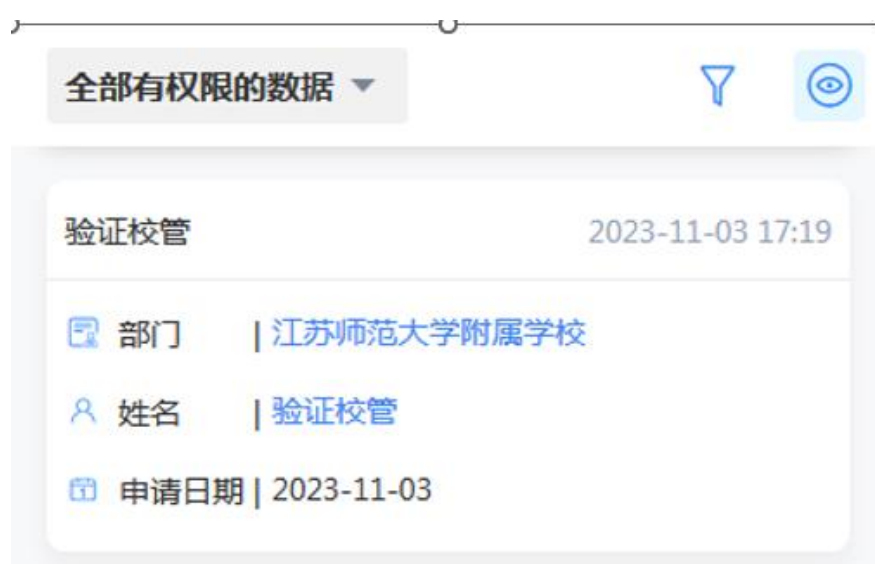 全部有权限的数据
验证校管 2023-11-03 17:19
部门 | 江苏师范大学附属学校
姓名 | 验证校管
申请日期 | 2023-11-03